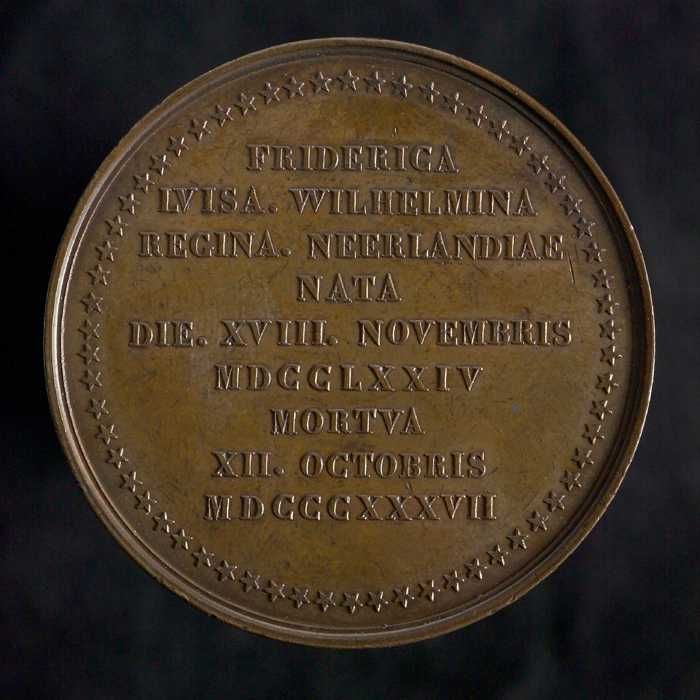 FRIDERICA
LVISA. WILHELMINA
REGINA. NEERLANDIAE
NATA
DIE. XVIII. NOVEMBRIS
MDCCLXXIV
MORTVA
XII. OCTOBRIS
MDCCCXXXVII